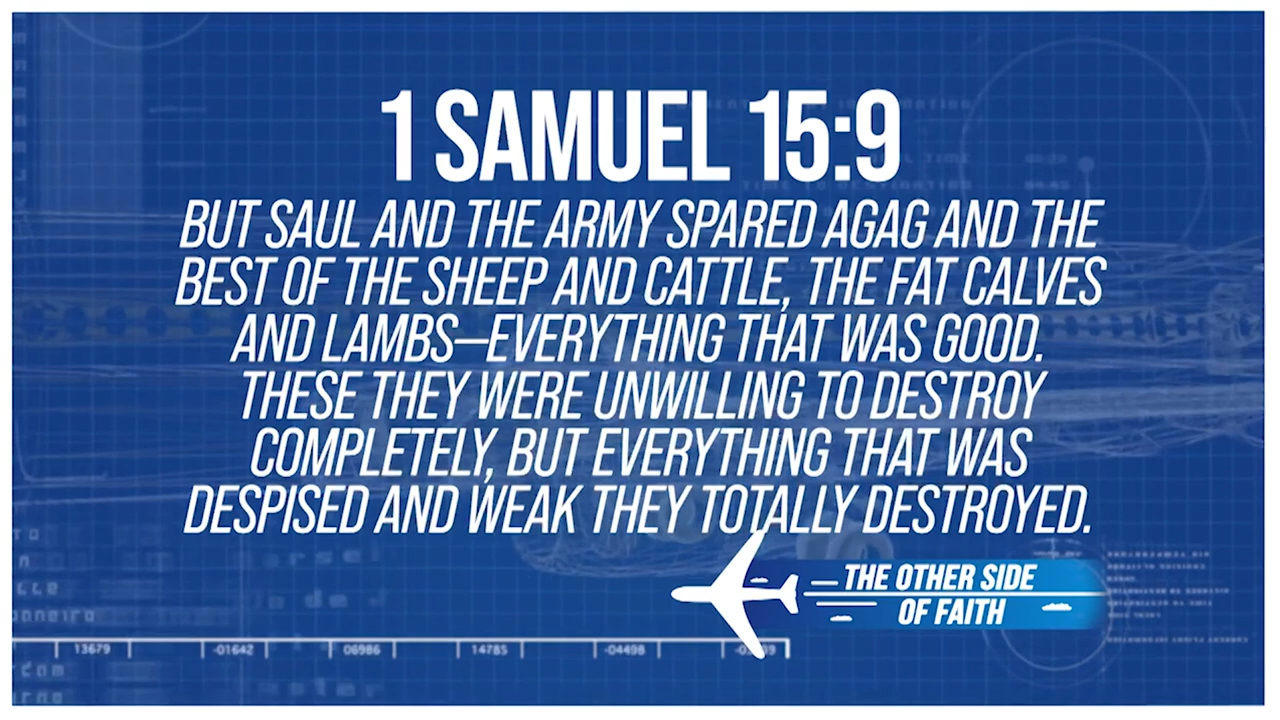 1 SAMUEL 15:9
BUT SAUL AND THE ARMY SPARED AGAG AND THE
BEST OF THE SHEEP AND CATTLE, THE FAT CALVES
AND LAMBS—EVERYTHING THAT WAS GOOD.
THESE THEY WERE UNWILLING TO DESTROY
COMPLETELY, BUT EVERYTHING THAT WAS
DESPISED AND WEAK THEY TOTALLY DESTROYED.
THE OTHER SIDE
OF FAITH
13679 -01642 06986 14785 -04498